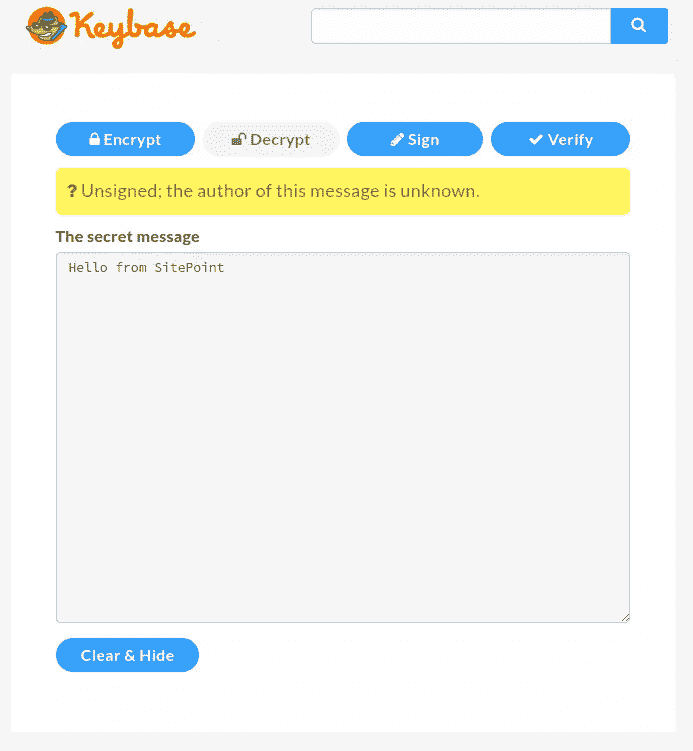 Keybase
Encrypt Decrypt Sign Verify
? Unsigned; the author of this message is unknown.
The secret message
Hello from SitePoint
Clear & Hide